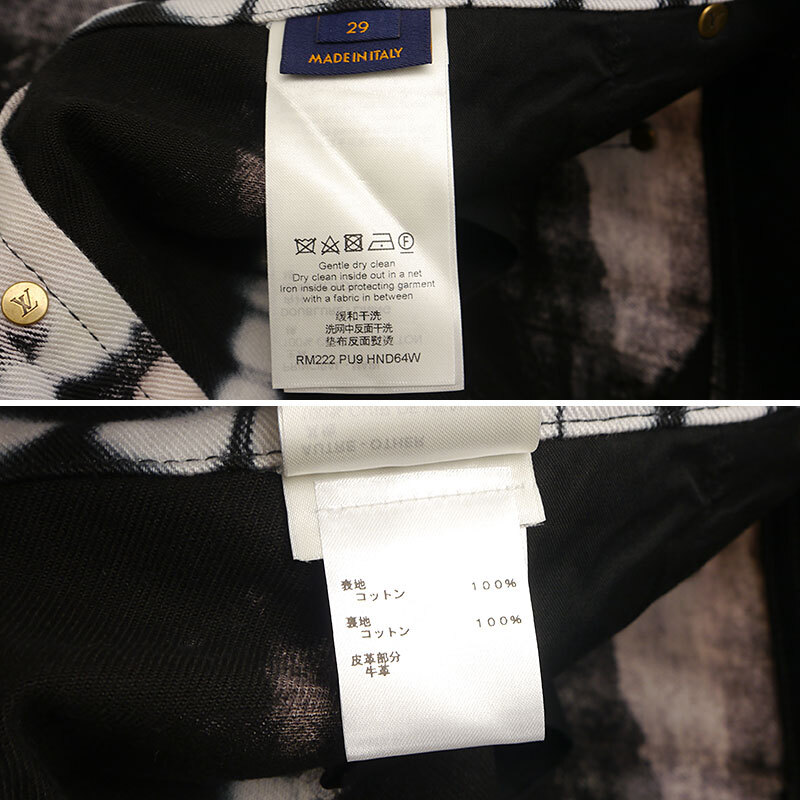 29
MADE IN ITALY
LV
F
Gentle dry clean
Dry clean inside out in a net
Iron inside out protecting garment
with a fabric in between
缓和干洗
洗网中反面干洗
垫布反面熨烫
RM222 PU9 HND64W
AUTRE - OTHER
表地
コットン 100%
裏地
コットン 100%
皮革部分
牛革